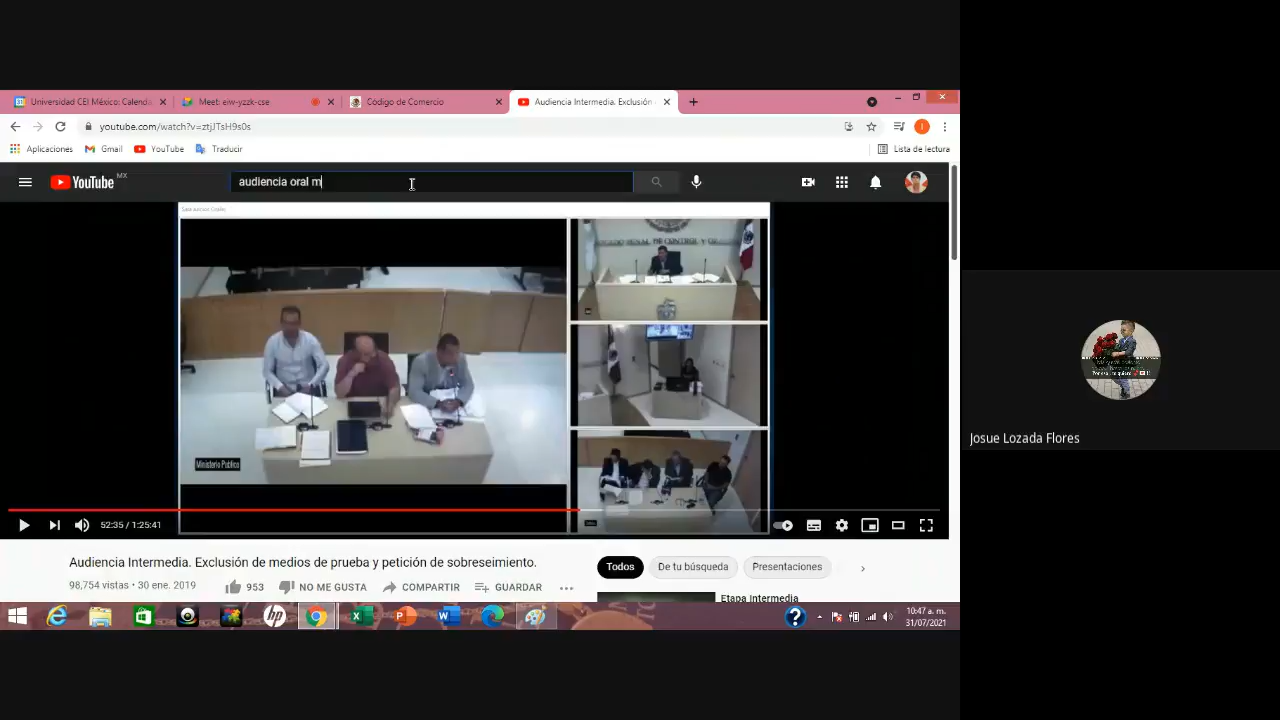 Universidad CEI México: Calenda
Meet: eiw-yzzk-cse
Código de Comercio
Audiencia Intermedia. Exclusión
youtube.com/watch?v=ztjJTsH9s0s
Aplicaciones
Gmail
YouTube
Traducir
Lista de lectura
YouTube MX
audiencia oral m
Ministerio Publico
52:35 / 1:25:41
Audiencia Intermedia. Exclusión de medios de prueba y petición de sobreseimiento.
98,754 vistas • 30 ene. 2019
953
NO ME GUSTA
COMPARTIR
GUARDAR
Todos
De tu búsqueda
Presentaciones
Etapa Intermedia
10:47 a. m.
31/07/2021
Josue Lozada Flores